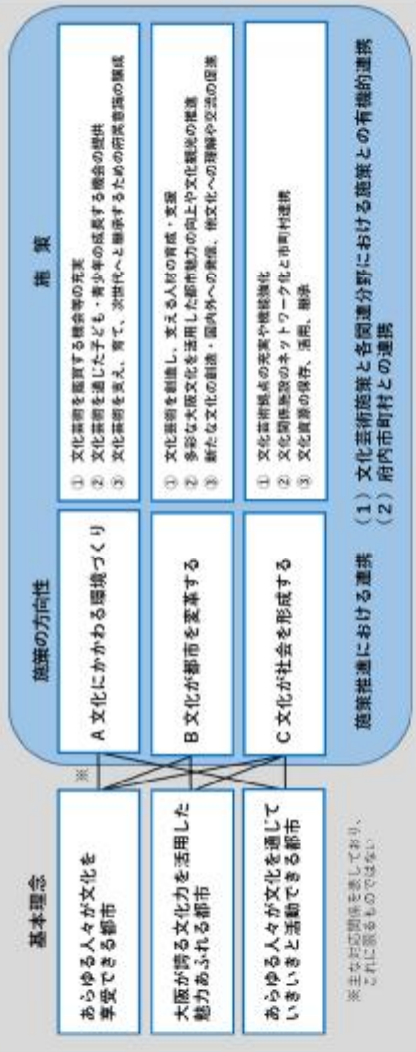 基本理念
施策の方向性
施 策
あらゆる人々が文化を
享受できる都市
大阪が誇る文化力を活用した
魅力あふれる都市
あらゆる人々が文化を通じて
いきいきと活動できる都市
※
A 文化にかかわる環境づくり
① 文化芸術を鑑賞する機会等の充実
② 文化芸術を通じた子ども・青少年の成長する機会の提供
③ 文化芸術を支え、育て、次世代へと継承するための府民意識の醸成
B 文化が都市を変革する
① 文化芸術を創造し、支える人材の育成・支援
② 多彩な大阪文化を活用した都市魅力の向上や文化観光の推進
③ 新たな文化の創造・国内外への発信、他文化への理解や交流の促進
C 文化が社会を形成する
① 文化芸術拠点の充実や機能強化
② 文化関係施設のネットワーク化と市町村連携
③ 文化資源の保存、活用、継承
施策推進における連携
(1)文化芸術施策と各関連分野における施策との有機的連携
(2)府内市町村との連携
※主な対応関係を表しており、
これに限るものではない